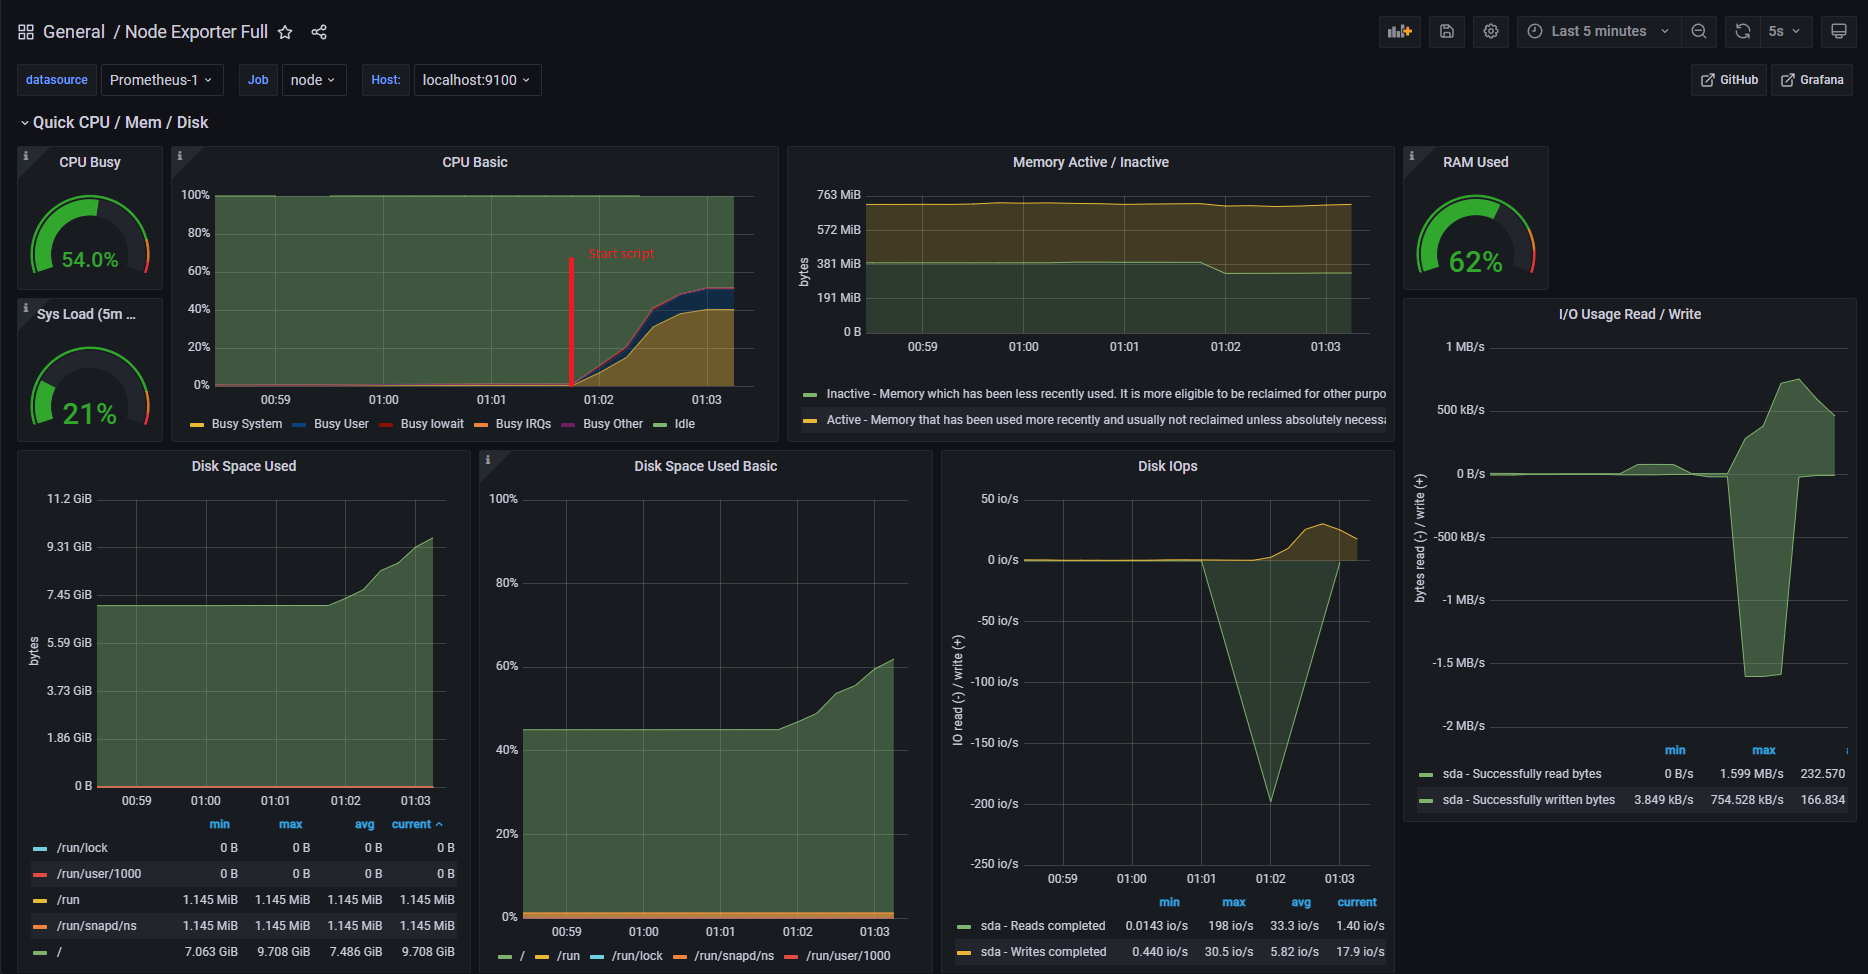 General / Node Exporter Full
Last 5 minutes
5s
datasource Prometheus-1 Job node Host: localhost:9100
GitHub Grafana
Quick CPU / Mem / Disk
CPU Busy
54.0%
Sys Load (5m ...
21%
CPU Basic
100%
80%
60%
40%
20%
0%
Start script
00:59 01:00 01:01 01:02 01:03
Busy System Busy User Busy Iowait Busy IRQs Busy Other Idle
Memory Active / Inactive
bytes
763 MiB
572 MiB
381 MiB
191 MiB
0 B
00:59 01:00 01:01 01:02 01:03
Inactive - Memory which has been less recently used. It is more eligible to be reclaimed for other purpo
Active - Memory that has been used more recently and usually not reclaimed unless absolutely necessa
RAM Used
62%
I/O Usage Read / Write
bytes read (-) / write (+)
1 MB/s
500 kB/s
0 B/s
-500 kB/s
-1 MB/s
-1.5 MB/s
-2 MB/s
min max
sda - Successfully read bytes 0 B/s 1.599 MB/s 232.570
sda - Successfully written bytes 3.849 kB/s 754.528 kB/s 166.834
Disk Space Used
bytes
11.2 GiB
9.31 GiB
7.45 GiB
5.59 GiB
3.73 GiB
1.86 GiB
0 B
00:59 01:00 01:01 01:02 01:03
min max avg current
/run/lock 0 B 0 B 0 B 0 B
/run/user/1000 0 B 0 B 0 B 0 B
/run 1.145 MiB 1.145 MiB 1.145 MiB 1.145 MiB
/run/snapd/ns 1.145 MiB 1.145 MiB 1.145 MiB 1.145 MiB
/ 7.063 GiB 9.708 GiB 7.486 GiB 9.708 GiB
Disk Space Used Basic
100%
80%
60%
40%
20%
0%
00:59 01:00 01:01 01:02 01:03
/ /run /run/lock /run/snapd/ns /run/user/1000
Disk IOps
IO read (-) / write (+)
50 io/s
0 io/s
-50 io/s
-100 io/s
-150 io/s
-200 io/s
-250 io/s
00:59 01:00 01:01 01:02 01:03
min max avg current
sda - Reads completed 0.0143 io/s 198 io/s 33.3 io/s 1.40 io/s
sda - Writes completed 0.440 io/s 30.5 io/s 5.82 io/s 17.9 io/s